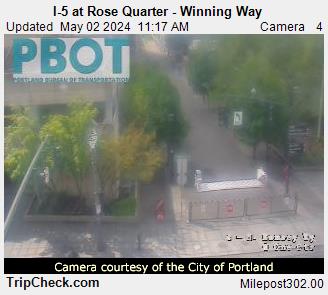 I-5 at Rose Quarter - Winning Way
Updated May 02 2024 11:17 AM Camera 4
PBOT
PORTLAND BUREAU OF TRANSPORTATION
Camera courtesy of the City of Portland
TripCheck.com Milepost302.00